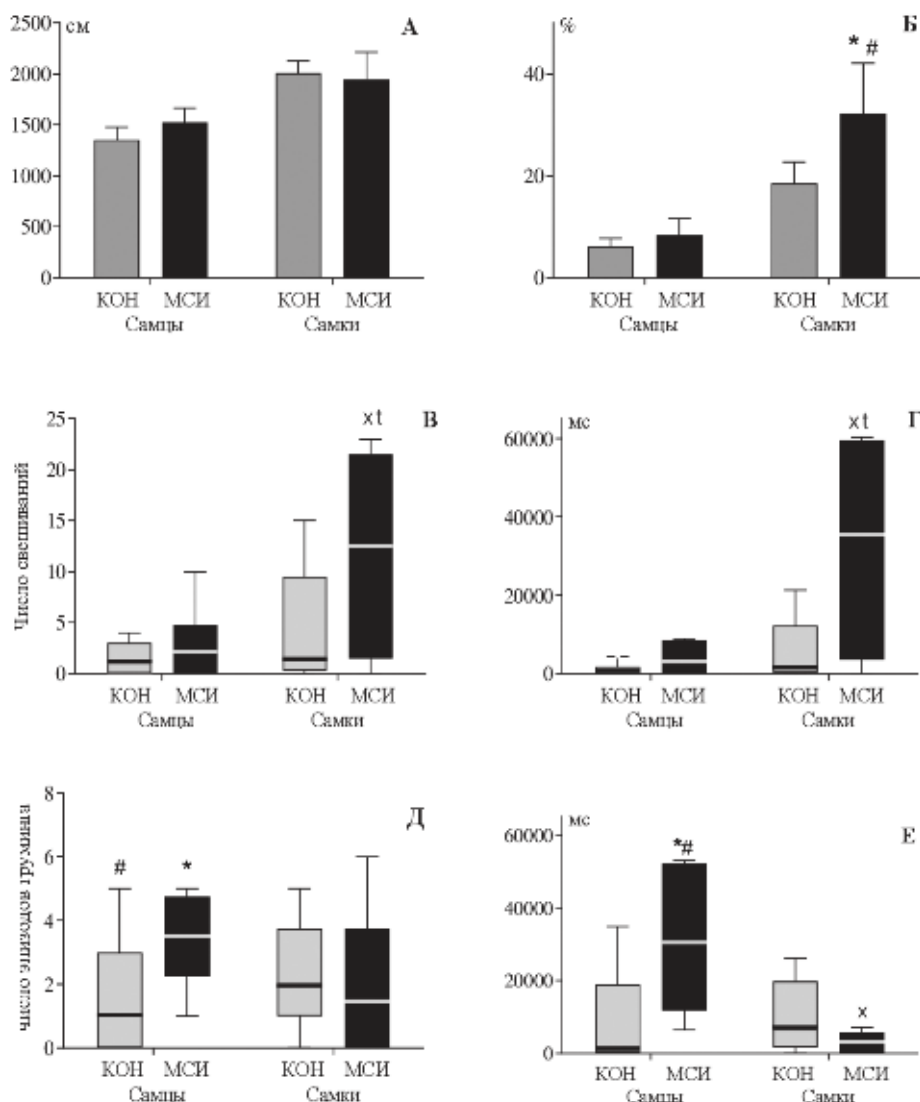 см А
2500
2000
1500
1000
500
0
КОН МСИ КОН МСИ
Самцы Самки
% Б
* #
40
20
0
КОН МСИ КОН МСИ
Самцы Самки
Число свешиваний
В
x t
25
20
15
10
5
0
КОН МСИ КОН МСИ
Самцы Самки
мс Г
x t
60000
40000
20000
0
КОН МСИ КОН МСИ
Самцы Самки
число эпизодов груминга
Д
8
6
4
2
0
# *
КОН МСИ КОН МСИ
Самцы Самки
мс Е
60000
40000
20000
0
*#
x
КОН МСИ КОН МСИ
Самцы Самки